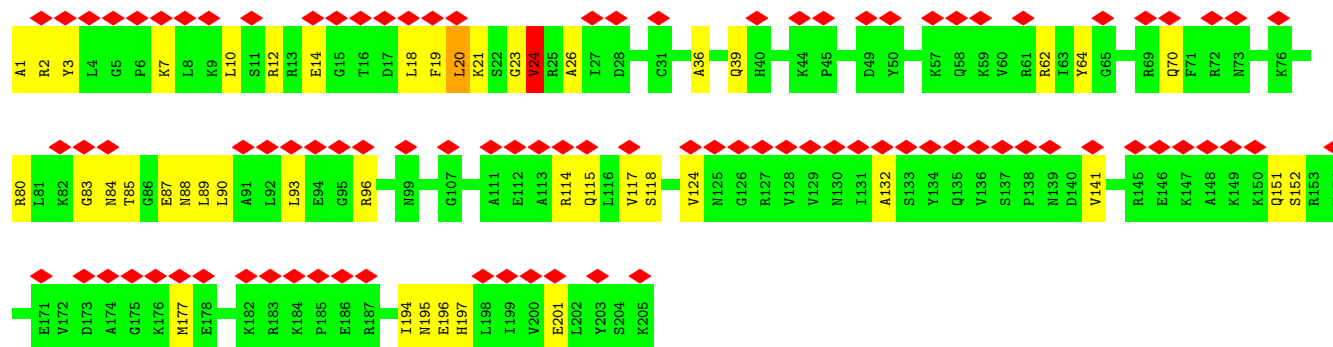 A1 R2 Y3 L4 G5 P6 K7 L8 K9 L10 S11 R12 R13 E14 G15 T16 D17 L18 F19 L20 K21 S22 G23 V24 R25 A26 I27 D28 C31 A36 Q39 H40 K44 P45 D49 Y50 K57 Q58 K59 V60 R61 R62 I63 Y64 G65 R69 Q70 F71 R72 N73 K76
R80 L81 K82 G83 N84 T85 G86 E87 N88 L89 L90 A91 L92 L93 E94 G95 R96 N99 G107 A111 E112 A113 R114 Q115 L116 V117 S118 V124 N125 G126 R127 V128 V129 N130 I131 A132 S133 Y134 Q135 V136 S137 P138 N139 D140 V141 R145 E146 K147 A148 K149 K150 Q151 S152 R153
E171 V172 D173 A174 G175 K176 M177 E178 K182 R183 K184 P185 E186 R187 I194 N195 E196 H197 L198 I199 V200 E201 L202 Y203 S204 K205